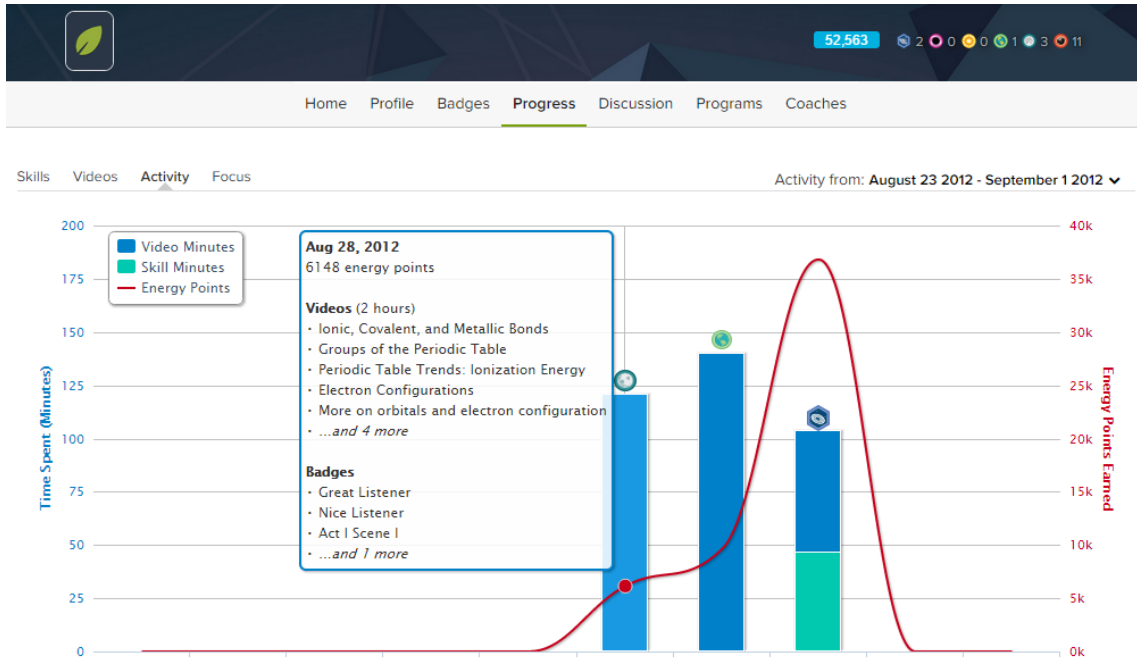 52,563 2 0 0 1 3 11
Home Profile Badges Progress Discussion Programs Coaches
Skills Videos Activity Focus
Activity from: August 23 2012 - September 1 2012
200
175
150
125
100
75
50
25
0
Time Spent (Minutes)
Video Minutes
Skill Minutes
Energy Points
Aug 28, 2012
6148 energy points
Videos (2 hours)
· Ionic, Covalent, and Metallic Bonds
· Groups of the Periodic Table
· Periodic Table Trends: Ionization Energy
· Electron Configurations
· More on orbitals and electron configuration
· ...and 4 more
Badges
· Great Listener
· Nice Listener
· Act I Scene I
· ...and 1 more
40k
35k
30k
25k
20k
15k
10k
5k
0k
Energy Points Earned